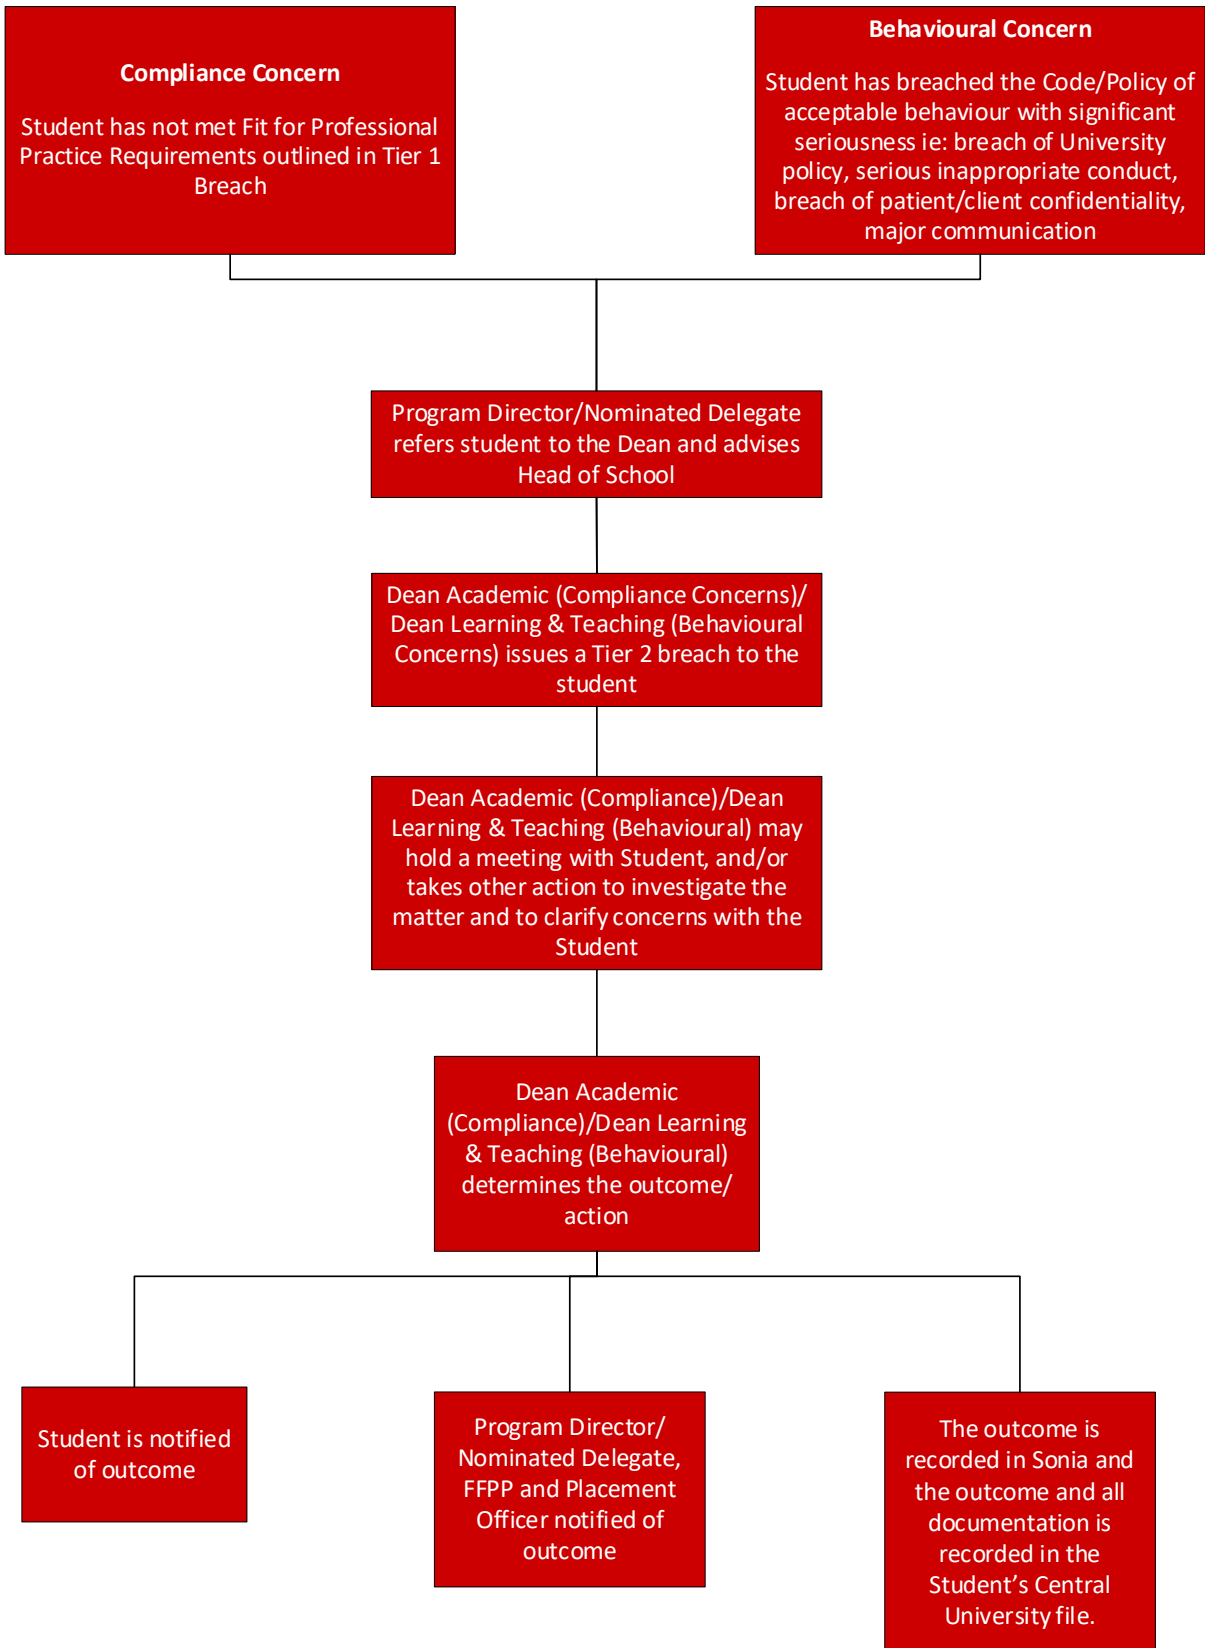 Compliance Concern
Student has not met Fit for Professional
Practice Requirements outlined in Tier 1
Breach
Behavioural Concern
Student has breached the Code/Policy of
acceptable behaviour with significant
seriousness ie: breach of University
policy, serious inappropriate conduct,
breach of patient/client confidentiality,
major communication
Program Director/Nominated Delegate
refers student to the Dean and advises
Head of School
Dean Academic (Compliance Concerns)/
Dean Learning & Teaching (Behavioural
Concerns) issues a Tier 2 breach to the
student
Dean Academic (Compliance)/Dean
Learning & Teaching (Behavioural) may
hold a meeting with Student, and/or
takes other action to investigate the
matter and to clarify concerns with the
Student
Dean Academic
(Compliance)/Dean Learning
& Teaching (Behavioural)
determines the outcome/
action
Student is notified
of outcome
Program Director/
Nominated Delegate,
FFPP and Placement
Officer notified of
outcome
The outcome is
recorded in Sonia and
the outcome and all
documentation is
recorded in the
Student’s Central
University file.